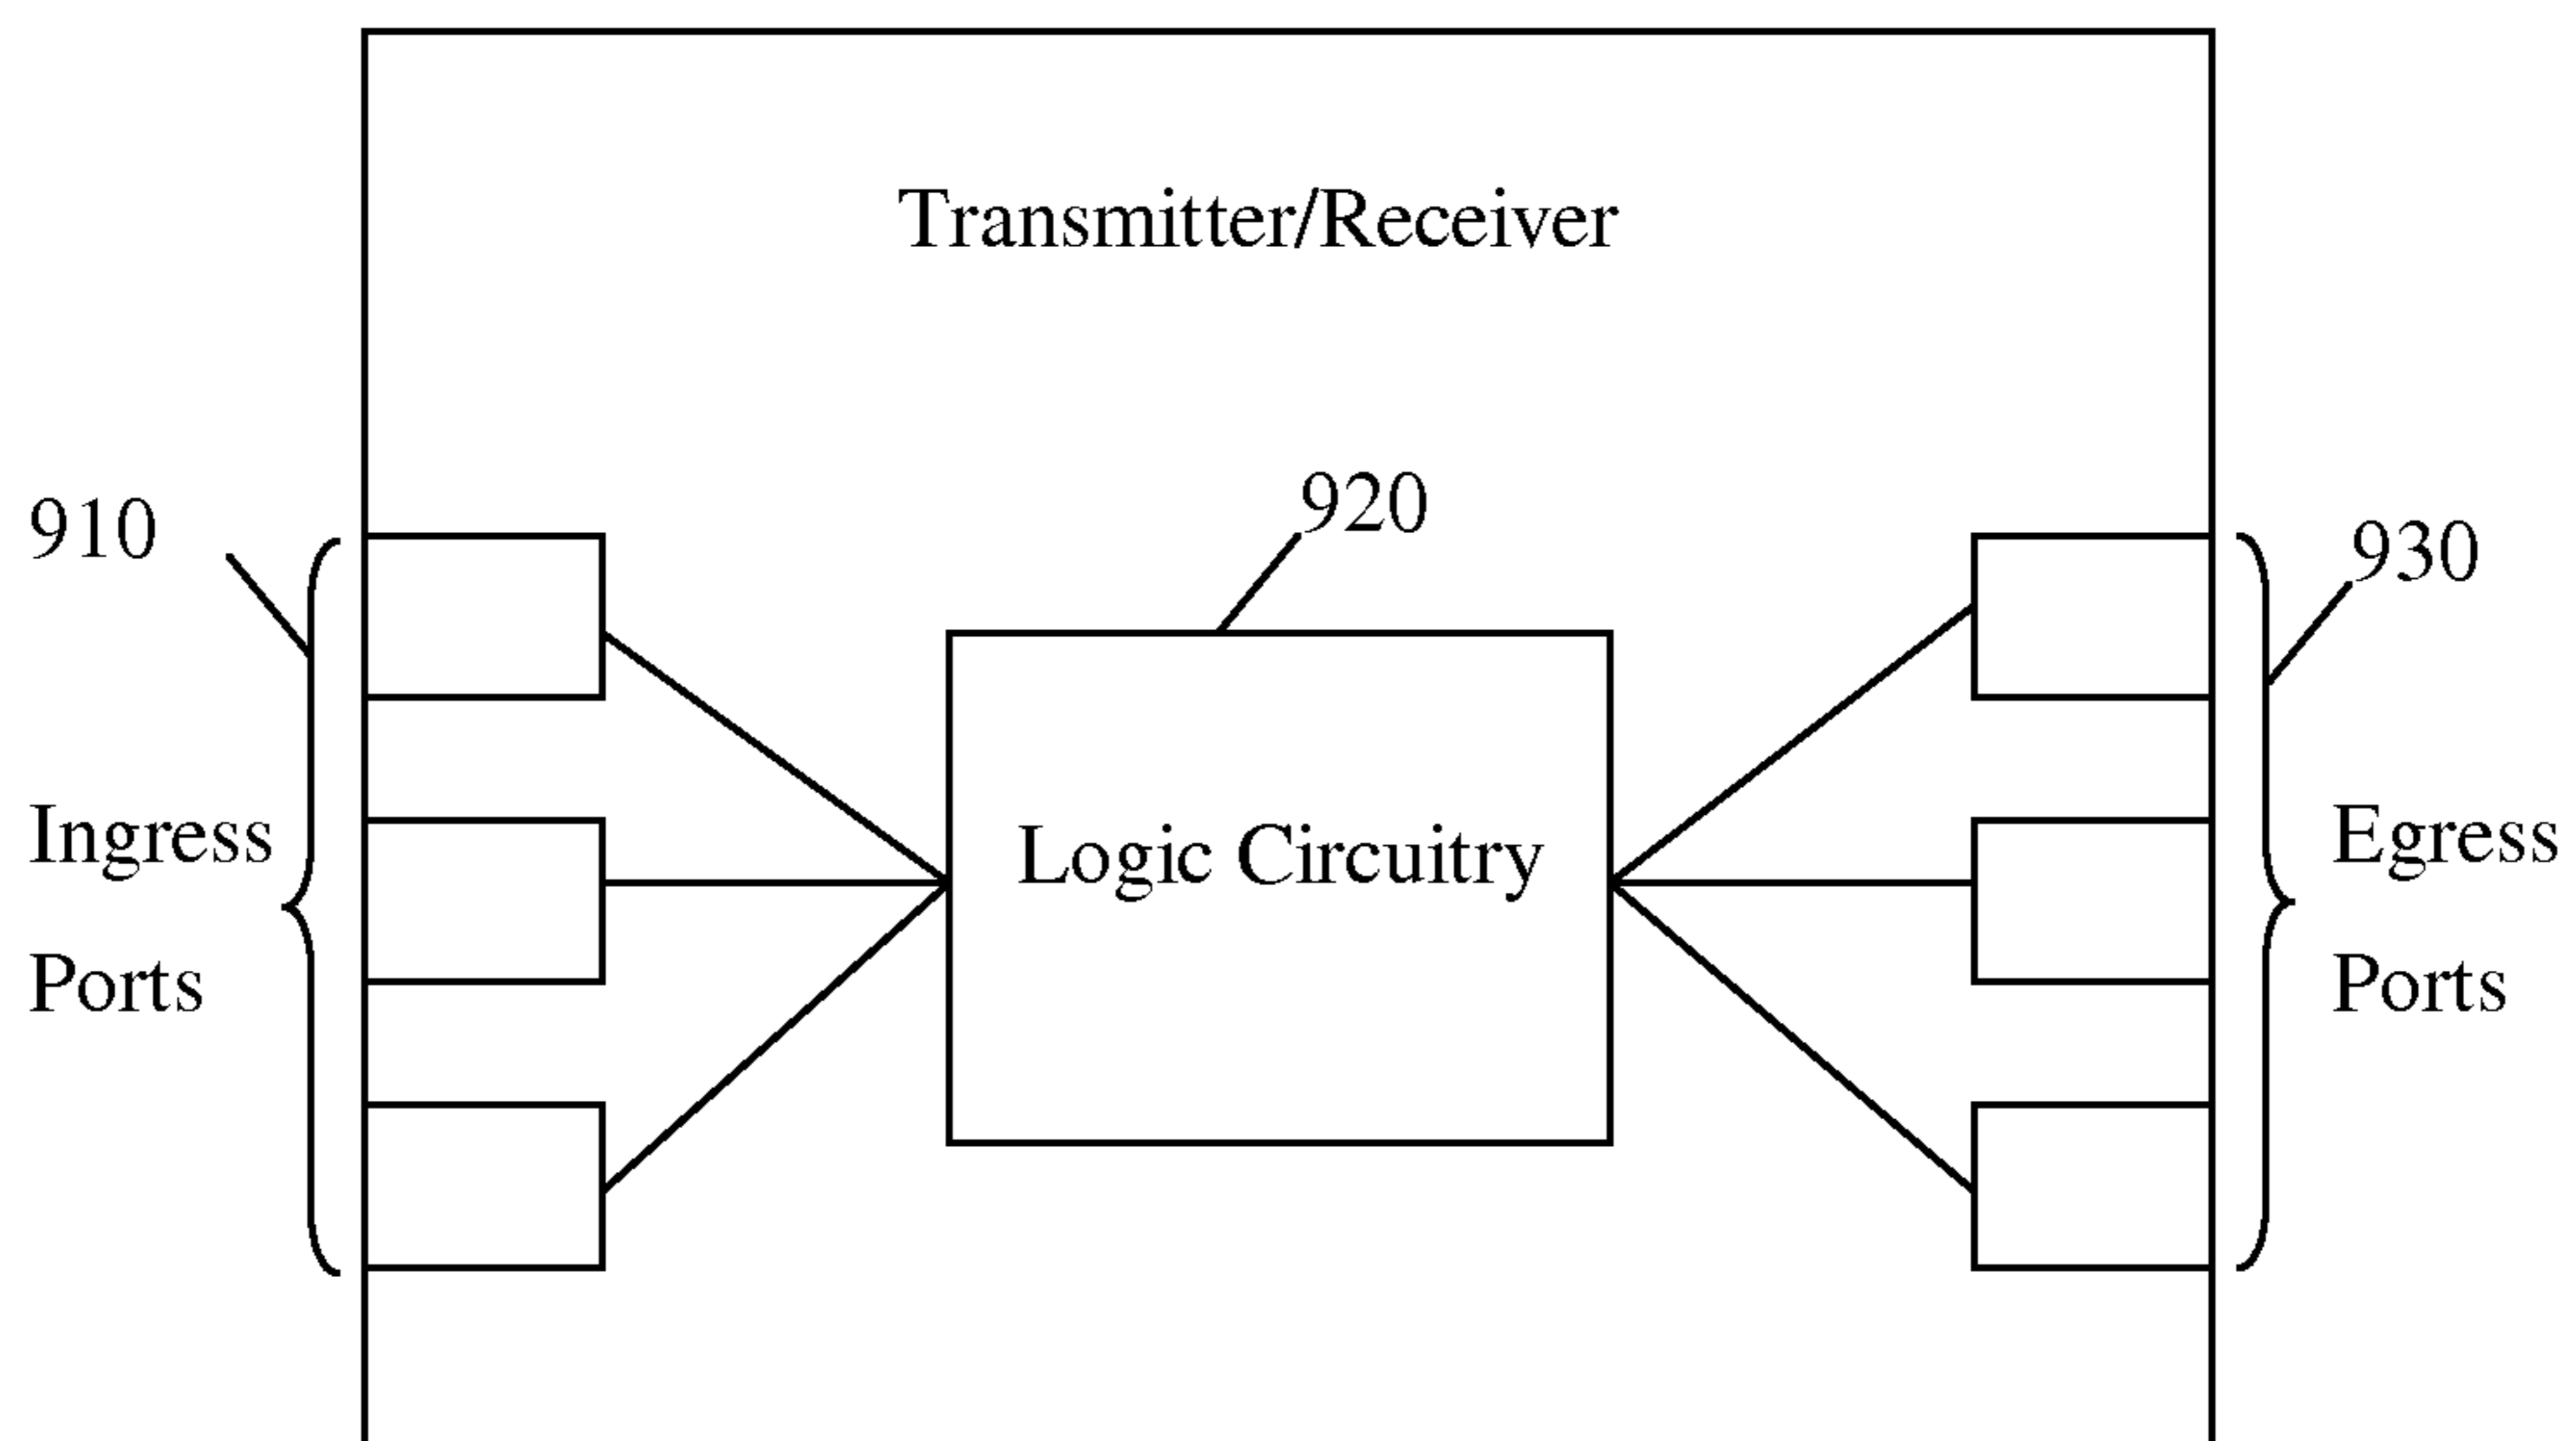 Transmitter/Receiver
910
920
930
Ingress
Ports
Logic Circuitry
Egress
Ports